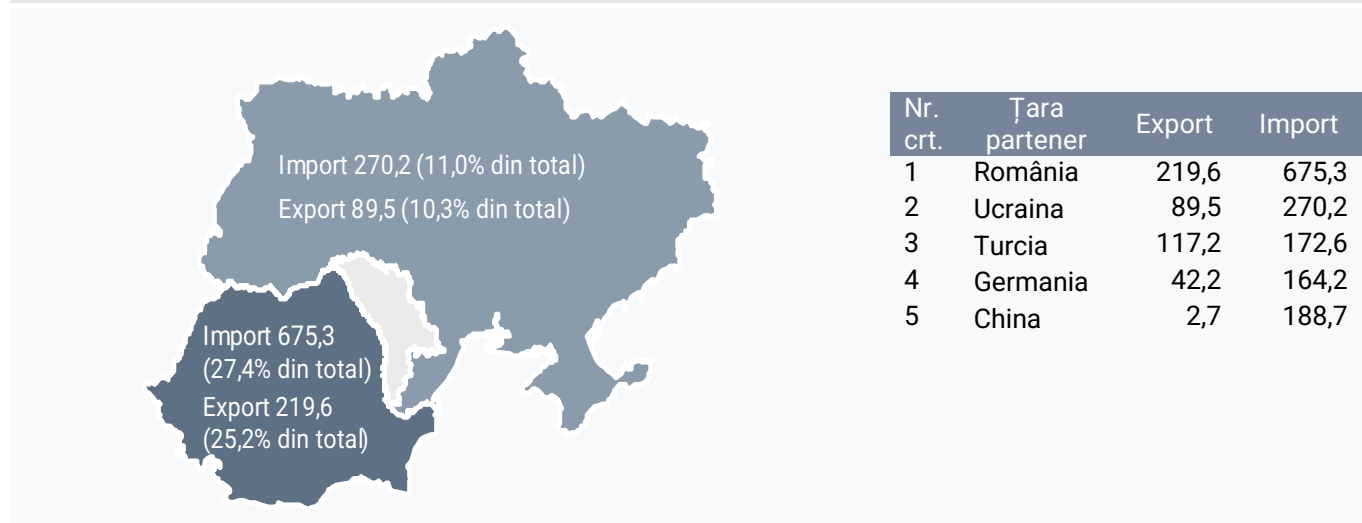 Import 270,2 (11,0% din total)
Export 89,5 (10,3% din total)
Import 675,3
(27,4% din total)
Export 219,6
(25,2% din total)
Nr. crt. Țara partener Export Import
1 România 219,6 675,3
2 Ucraina 89,5 270,2
3 Turcia 117,2 172,6
4 Germania 42,2 164,2
5 China 2,7 188,7